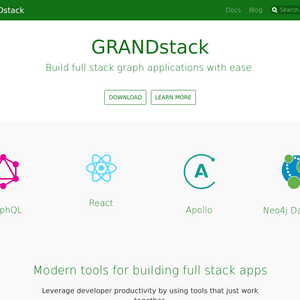 Dstack Docs Blog Search
GRANDstack
Build full stack graph applications with ease.
DOWNLOAD LEARN MORE
phQL React Apollo Neo4j Da
Modern tools for building full stack apps
Leverage developer productivity by using tools that just work
together